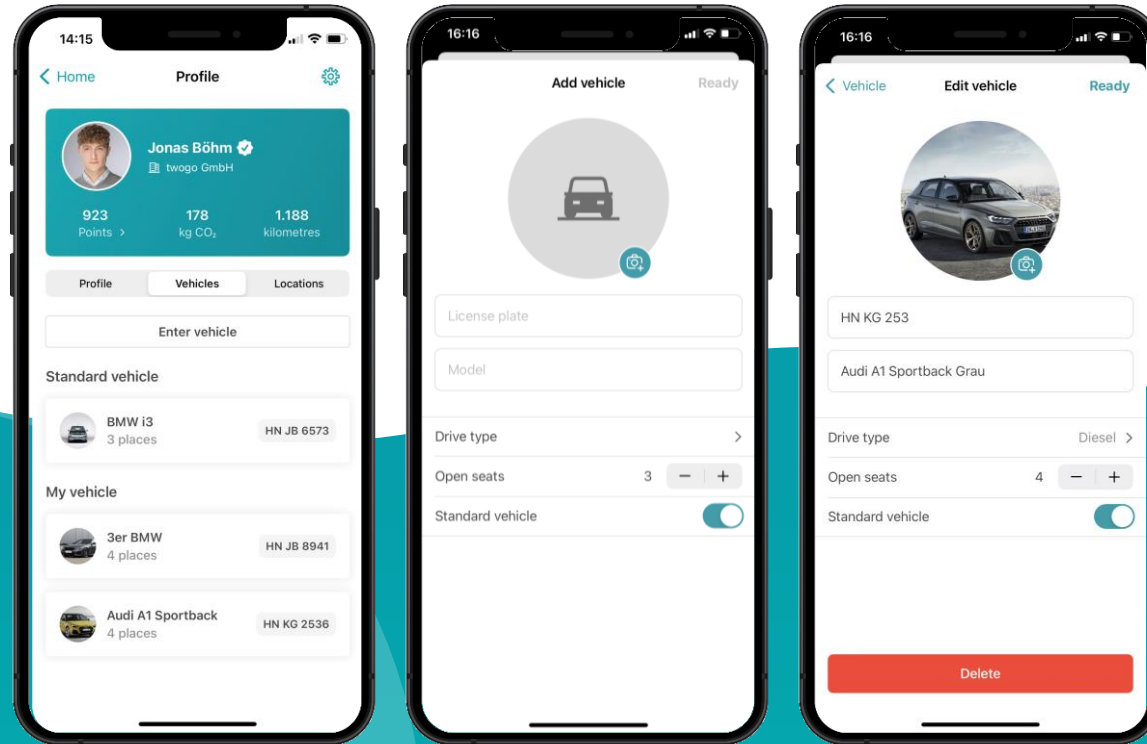 14:15
Home
Profile
Jonas Böhm
twogo GmbH
923
178
1.188
Points >
kg CO₂
kilometres
Profile
Vehicles
Locations
Enter vehicle
Standard vehicle
BMW i3
3 places
HN JB 6573
My vehicle
3er BMW
4 places
HN JB 8941
Audi A1 Sportback
4 places
HN KG 2536
16:16
Add vehicle
Ready
License plate
Model
Drive type
Open seats
3
− +
Standard vehicle
16:16
Vehicle
Edit vehicle
Ready
HN KG 253
Audi A1 Sportback Grau
Drive type
Diesel >
Open seats
4
− +
Standard vehicle
Delete